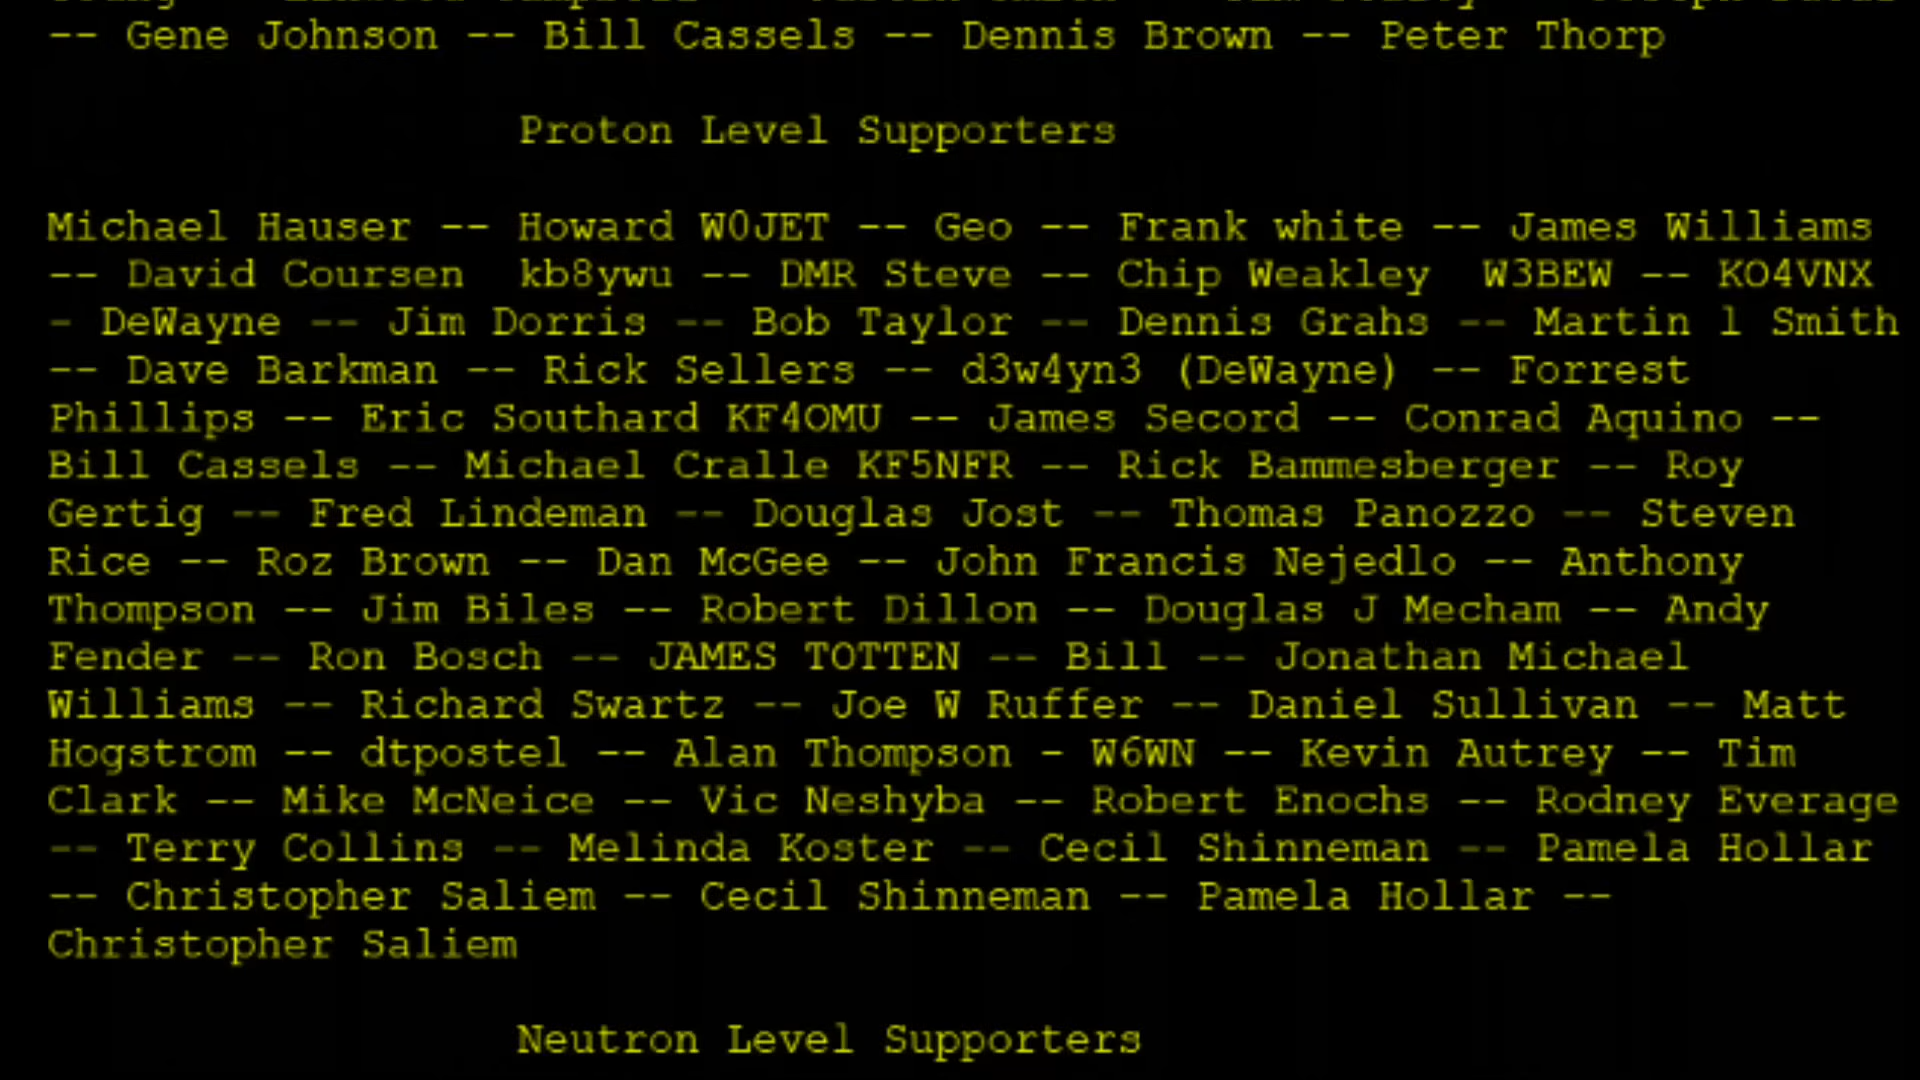 -- Gene Johnson -- Bill Cassels -- Dennis Brown -- Peter Thorp
Proton Level Supporters
Michael Hauser -- Howard W0JET -- Geo -- Frank white -- James Williams
-- David Coursen  kb8ywu -- DMR Steve -- Chip Weakley  W3BEW -- KO4VNX
- DeWayne -- Jim Dorris -- Bob Taylor -- Dennis Grahs -- Martin l Smith
-- Dave Barkman -- Rick Sellers -- d3w4yn3 (DeWayne) -- Forrest
Phillips -- Eric Southard KF4OMU -- James Secord -- Conrad Aquino --
Bill Cassels -- Michael Cralle KF5NFR -- Rick Bammesberger -- Roy
Gertig -- Fred Lindeman -- Douglas Jost -- Thomas Panozzo -- Steven
Rice -- Roz Brown -- Dan McGee -- John Francis Nejedlo -- Anthony
Thompson -- Jim Biles -- Robert Dillon -- Douglas J Mecham -- Andy
Fender -- Ron Bosch -- JAMES TOTTEN -- Bill -- Jonathan Michael
Williams -- Richard Swartz -- Joe W Ruffer -- Daniel Sullivan -- Matt
Hogstrom -- dtpostel -- Alan Thompson - W6WN -- Kevin Autrey -- Tim
Clark -- Mike McNeice -- Vic Neshyba -- Robert Enochs -- Rodney Everage
-- Terry Collins -- Melinda Koster -- Cecil Shinneman -- Pamela Hollar
-- Christopher Saliem -- Cecil Shinneman -- Pamela Hollar --
Christopher Saliem
Neutron Level Supporters